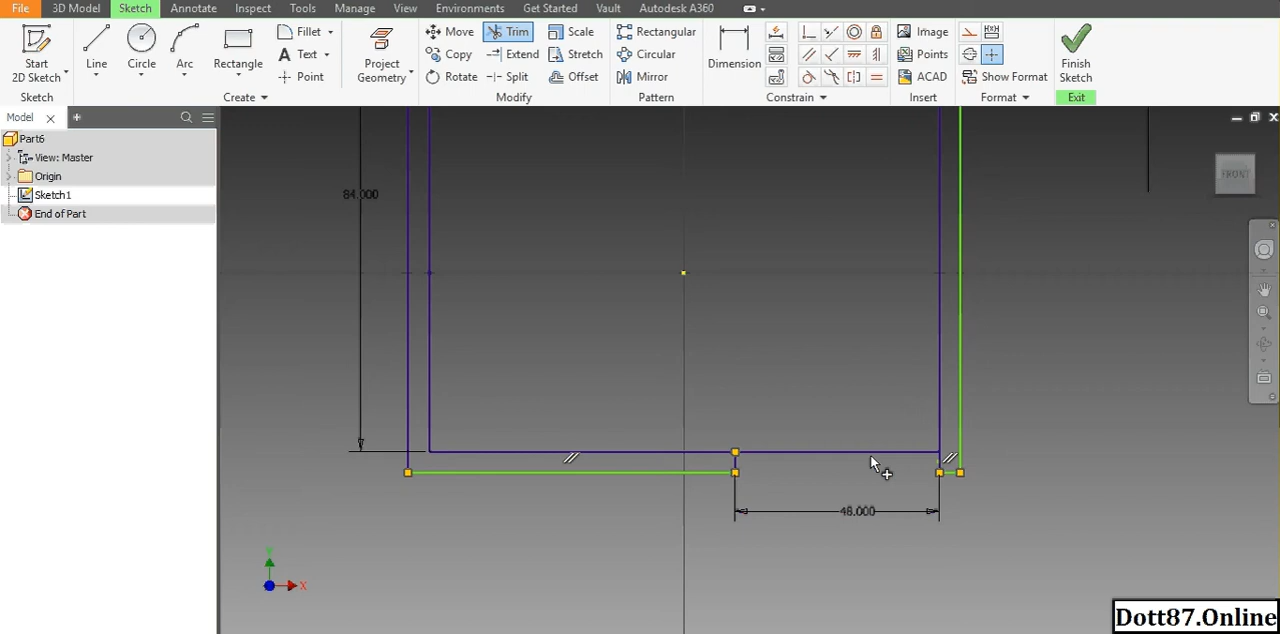 File 3D Model Sketch Annotate Inspect Tools Manage View Environments Get Started Vault Autodesk A360
Start 2D Sketch
Line
Circle
Arc
Rectangle
Fillet
Text
Point
Project Geometry
Move Trim Scale
Copy Extend Stretch
Rotate Split Offset
Rectangular
Circular
Mirror
Dimension
Image
Points
ACAD
Show Format
Finish Sketch
Sketch Create Modify Pattern Constrain Insert Format Exit
Model
Part6
View: Master
Origin
Sketch1
End of Part
84.000
FRONT
48.000
Y
X
Dott87.Online